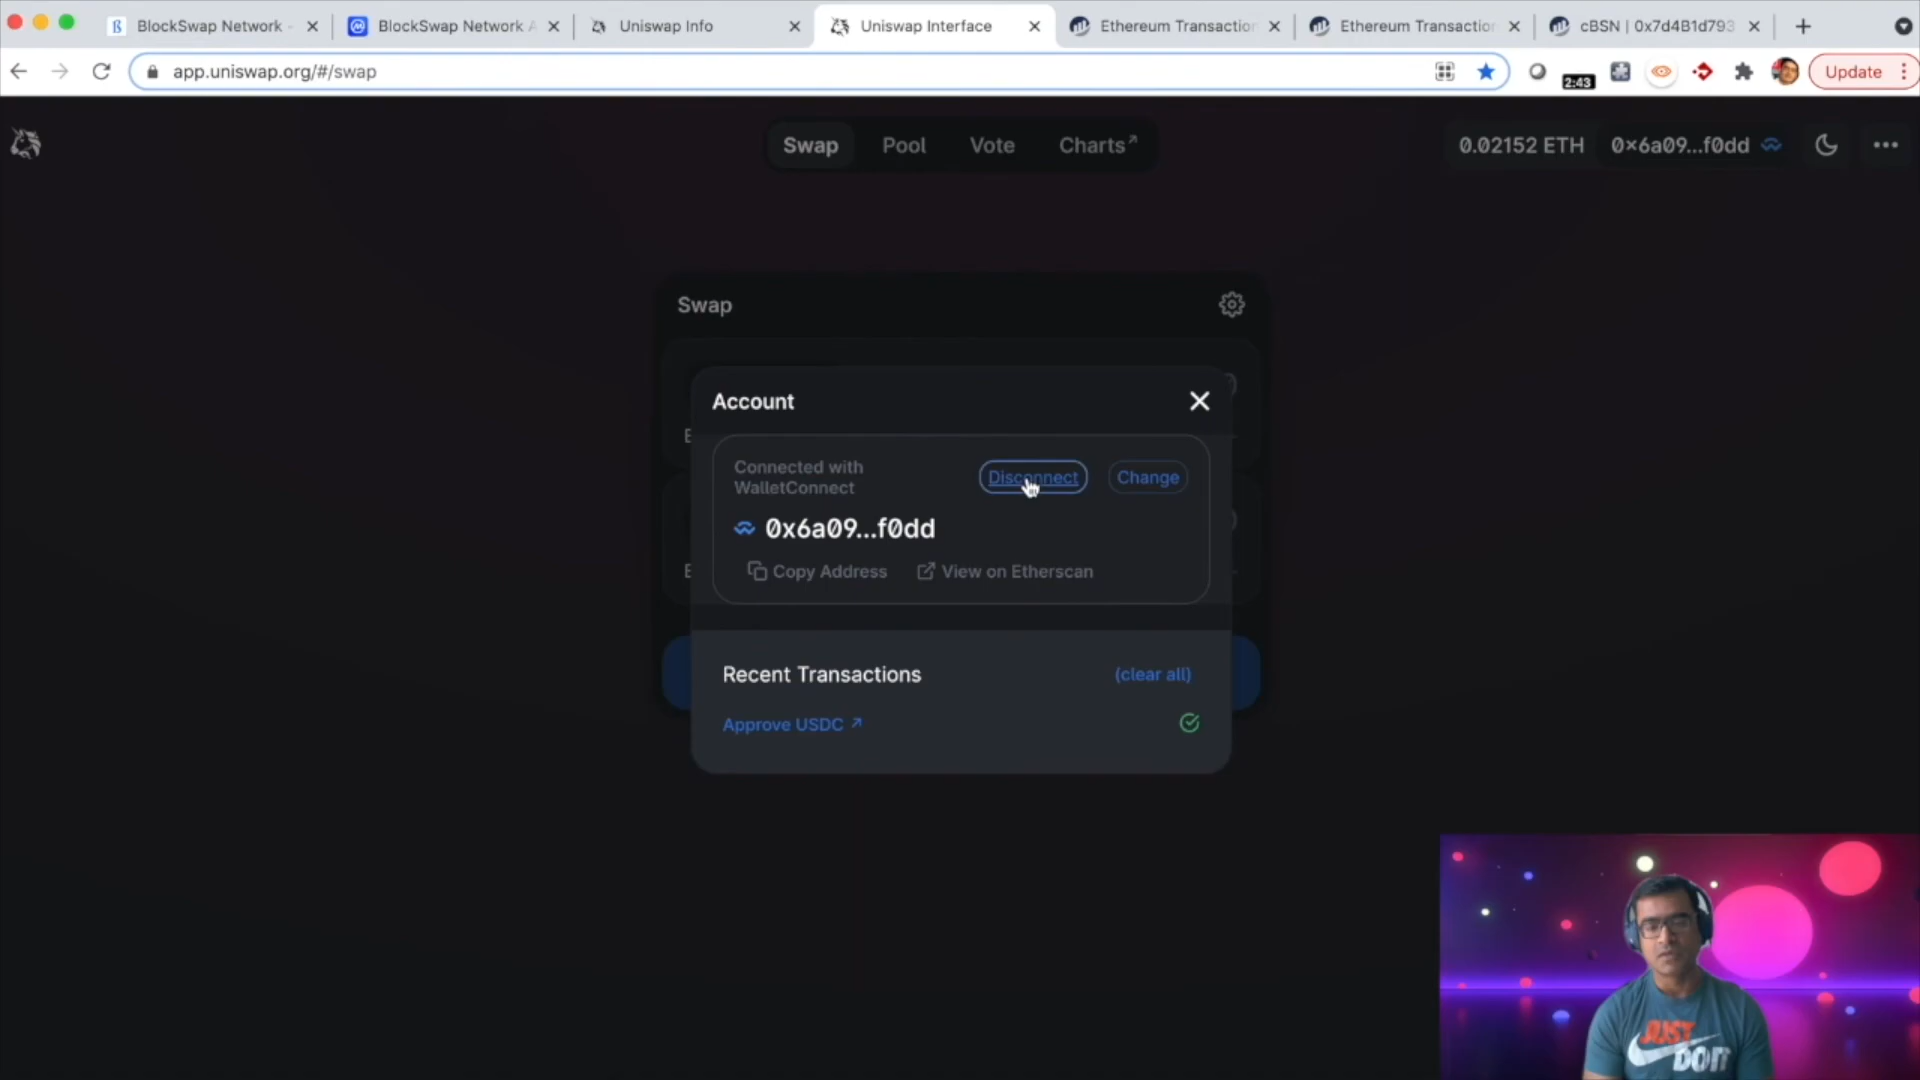 BlockSwap Network -
BlockSwap Network A
Uniswap Info
Uniswap Interface
Ethereum Transaction
Ethereum Transaction
cBSN | 0x7d4B1d793
app.uniswap.org/#/swap
2:43
Update
Swap
Pool
Vote
Charts↗
0.02152 ETH
0x6a09...f0dd
Swap
Account
Connected with
WalletConnect
Disconnect
Change
0x6a09...f0dd
Copy Address
View on Etherscan
Recent Transactions
(clear all)
Approve USDC ↗
JUST
DO IT